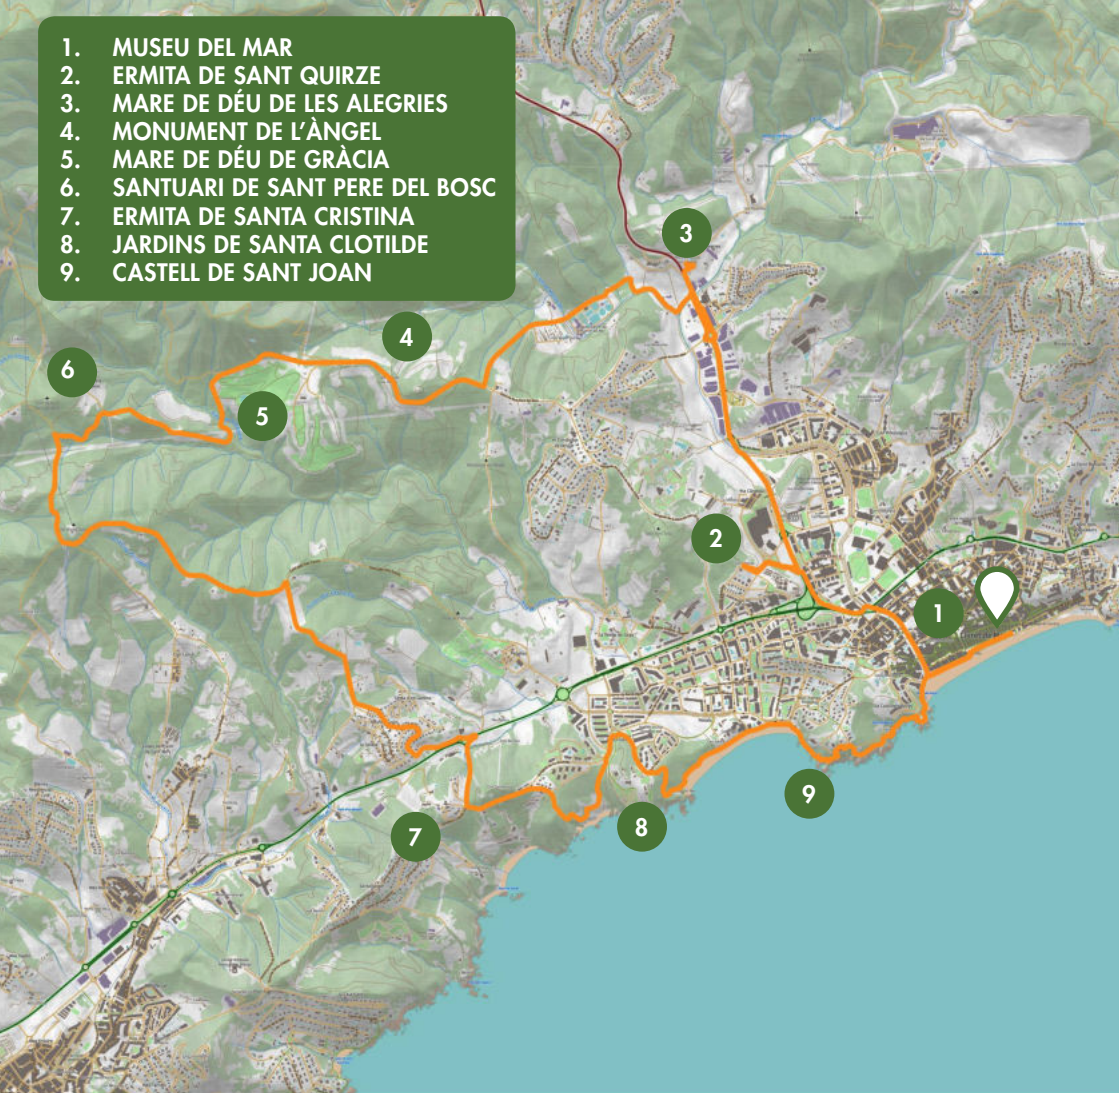 1. MUSEU DEL MAR
2. ERMITA DE SANT QUIRZE
3. MARE DE DÉU DE LES ALEGRIES
4. MONUMENT DE L'ÀNGEL
5. MARE DE DÉU DE GRÀCIA
6. SANTUARI DE SANT PERE DEL BOSC
7. ERMITA DE SANTA CRISTINA
8. JARDINS DE SANTA CLOTILDE
9. CASTELL DE SANT JOAN
3
4
6
5
2
1
9
8
7